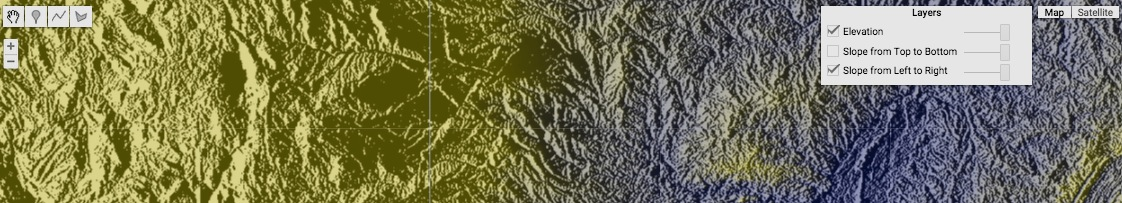 Layers
Map Satellite
Elevation
Slope from Top to Bottom
Slope from Left to Right